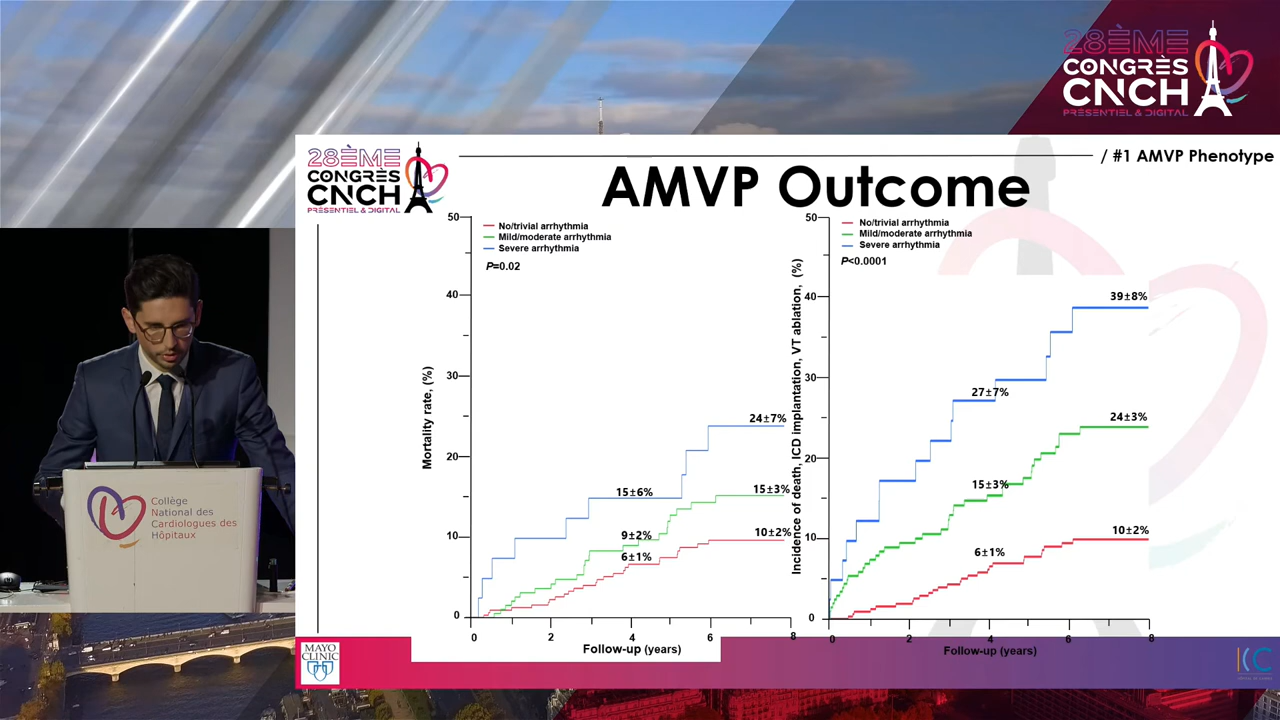 28ÈME
CONGRÈS
CNCH
PRÉSENTIEL & DIGITAL
28ÈME
CONGRÈS
CNCH
PRÉSENTIEL & DIGITAL
/ #1 AMVP Phenotype
AMVP Outcome
50
No/trivial arrhythmia
Mild/moderate arrhythmia
Severe arrhythmia
P=0.02
40
30
20
10
0
Mortality rate, (%)
24±7%
15±6%
15±3%
9±2%
10±2%
6±1%
0 2 4 6 8
Follow-up (years)
50
No/trivial arrhythmia
Mild/moderate arrhythmia
Severe arrhythmia
P<0.0001
40
30
20
10
0
Incidence of death, ICD implantation, VT ablation, (%)
39±8%
27±7%
24±3%
15±3%
10±2%
6±1%
0 2 4 6 8
Follow-up (years)
MAYO
CLINIC
Collège
National des
Cardiologues des
Hôpitaux